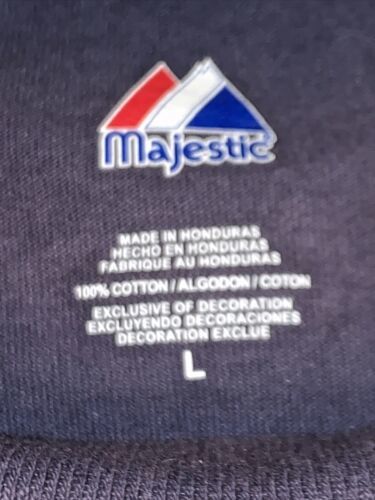 Majestic
MADE IN HONDURAS
HECHO EN HONDURAS
FABRIQUE AU HONDURAS
100% COTTON / ALGODON / COTON
EXCLUSIVE OF DECORATION
EXCLUYENDO DECORACIONES
DECORATION EXCLUE
L